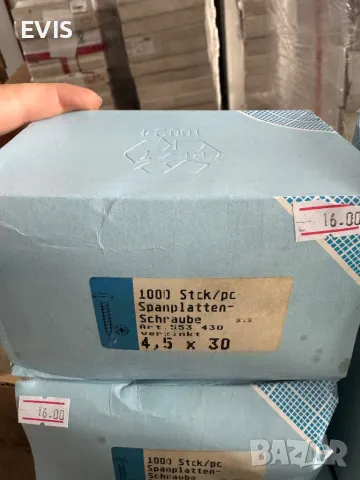 EVIS
16.00
1000 Stck/pc
Spanplatten-
Schraube
Art. 553 430
verzinkt
4,5 x 30
16.00
1000 Stck/pc
Spanplatten-
Schraube
BAZAR
bg